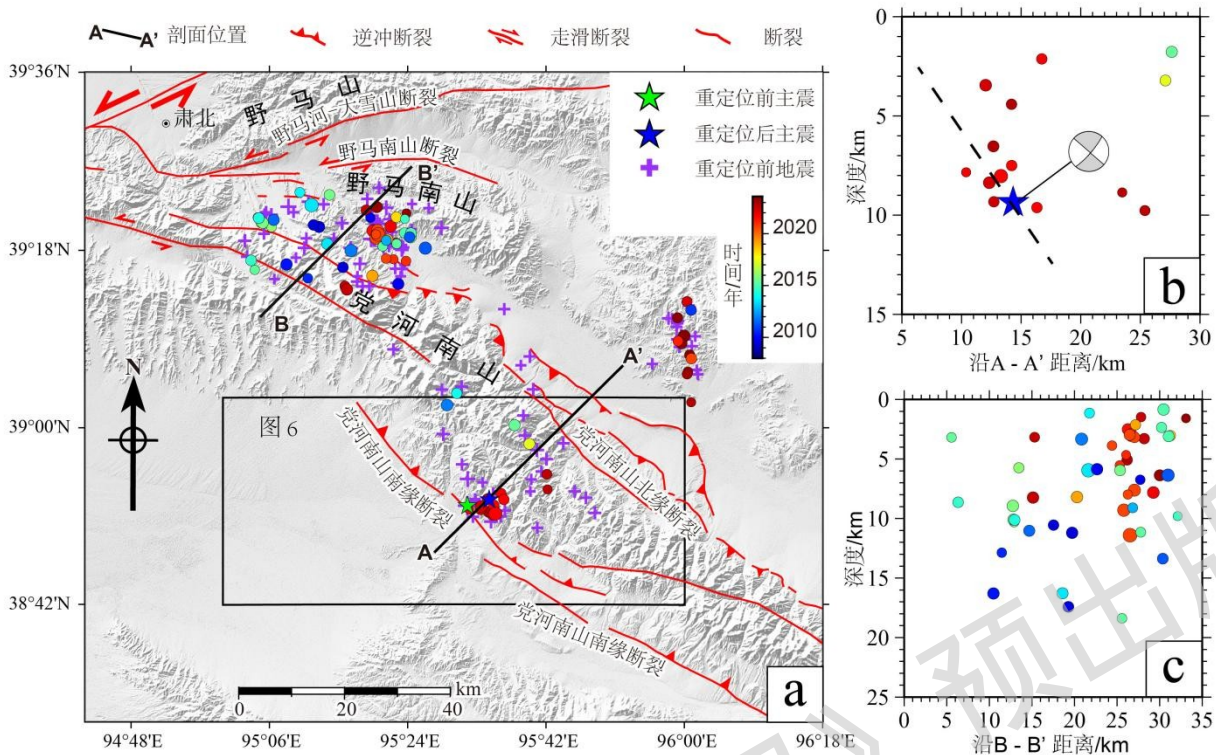 A A' 剖面位置 逆冲断裂 走滑断裂 断裂
39°36'N
39°18'N
39°00'N
38°42'N
94°48'E 95°06'E 95°24'E 95°42'E 96°00'E 96°18'E
重定位前主震
重定位后主震
重定位前地震
时间/年
2020
2015
2010
肃北
野马山
野马河-大雪山断裂
野马南山断裂
B'
野马南山
B
党河南山
A'
N
图 6
党河南山南缘断裂
党河南山北缘断裂
A
党河南山南缘断裂
km
0 20 40
a
0
5
10
15
深度/km
5 10 15 20 25 30
沿A - A' 距离/km
b
0
5
10
15
20
25
深度/km
0 5 10 15 20 25 30 35
沿B - B' 距离/km
c
预出版